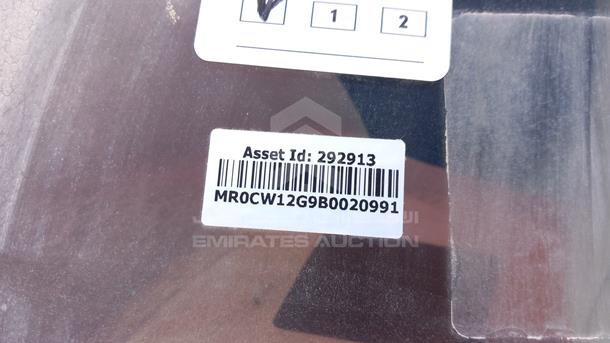 1 2
Asset Id: 292913
MR0CW12G9B0020991
EMIRATES AUCTION